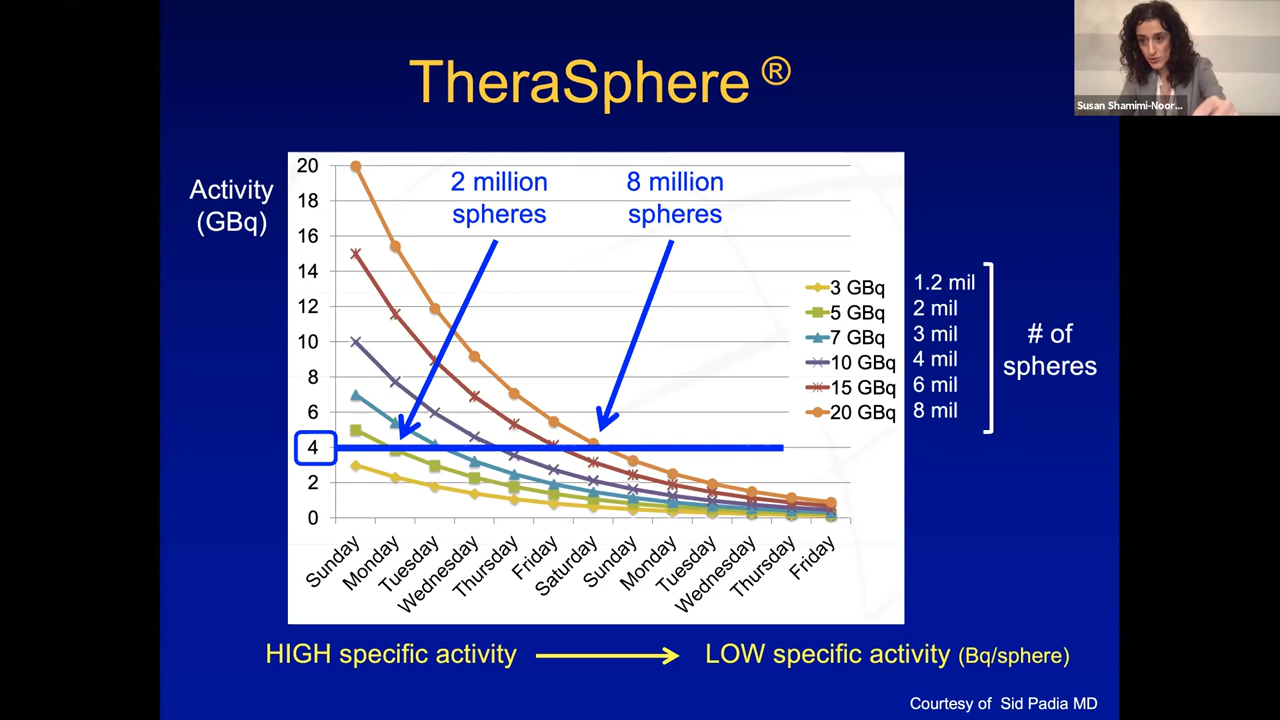 TheraSphere ®
Susan Shamimi-Noor...
Activity
(GBq)
20
18
16
14
12
10
8
6
4
2
0
2 million
spheres
8 million
spheres
3 GBq 1.2 mil
5 GBq 2 mil
7 GBq 3 mil
10 GBq 4 mil
15 GBq 6 mil
20 GBq 8 mil
# of
spheres
Sunday
Monday
Tuesday
Wednesday
Thursday
Friday
Saturday
Sunday
Monday
Tuesday
Wednesday
Thursday
Friday
HIGH specific activity
LOW specific activity (Bq/sphere)
Courtesy of Sid Padia MD